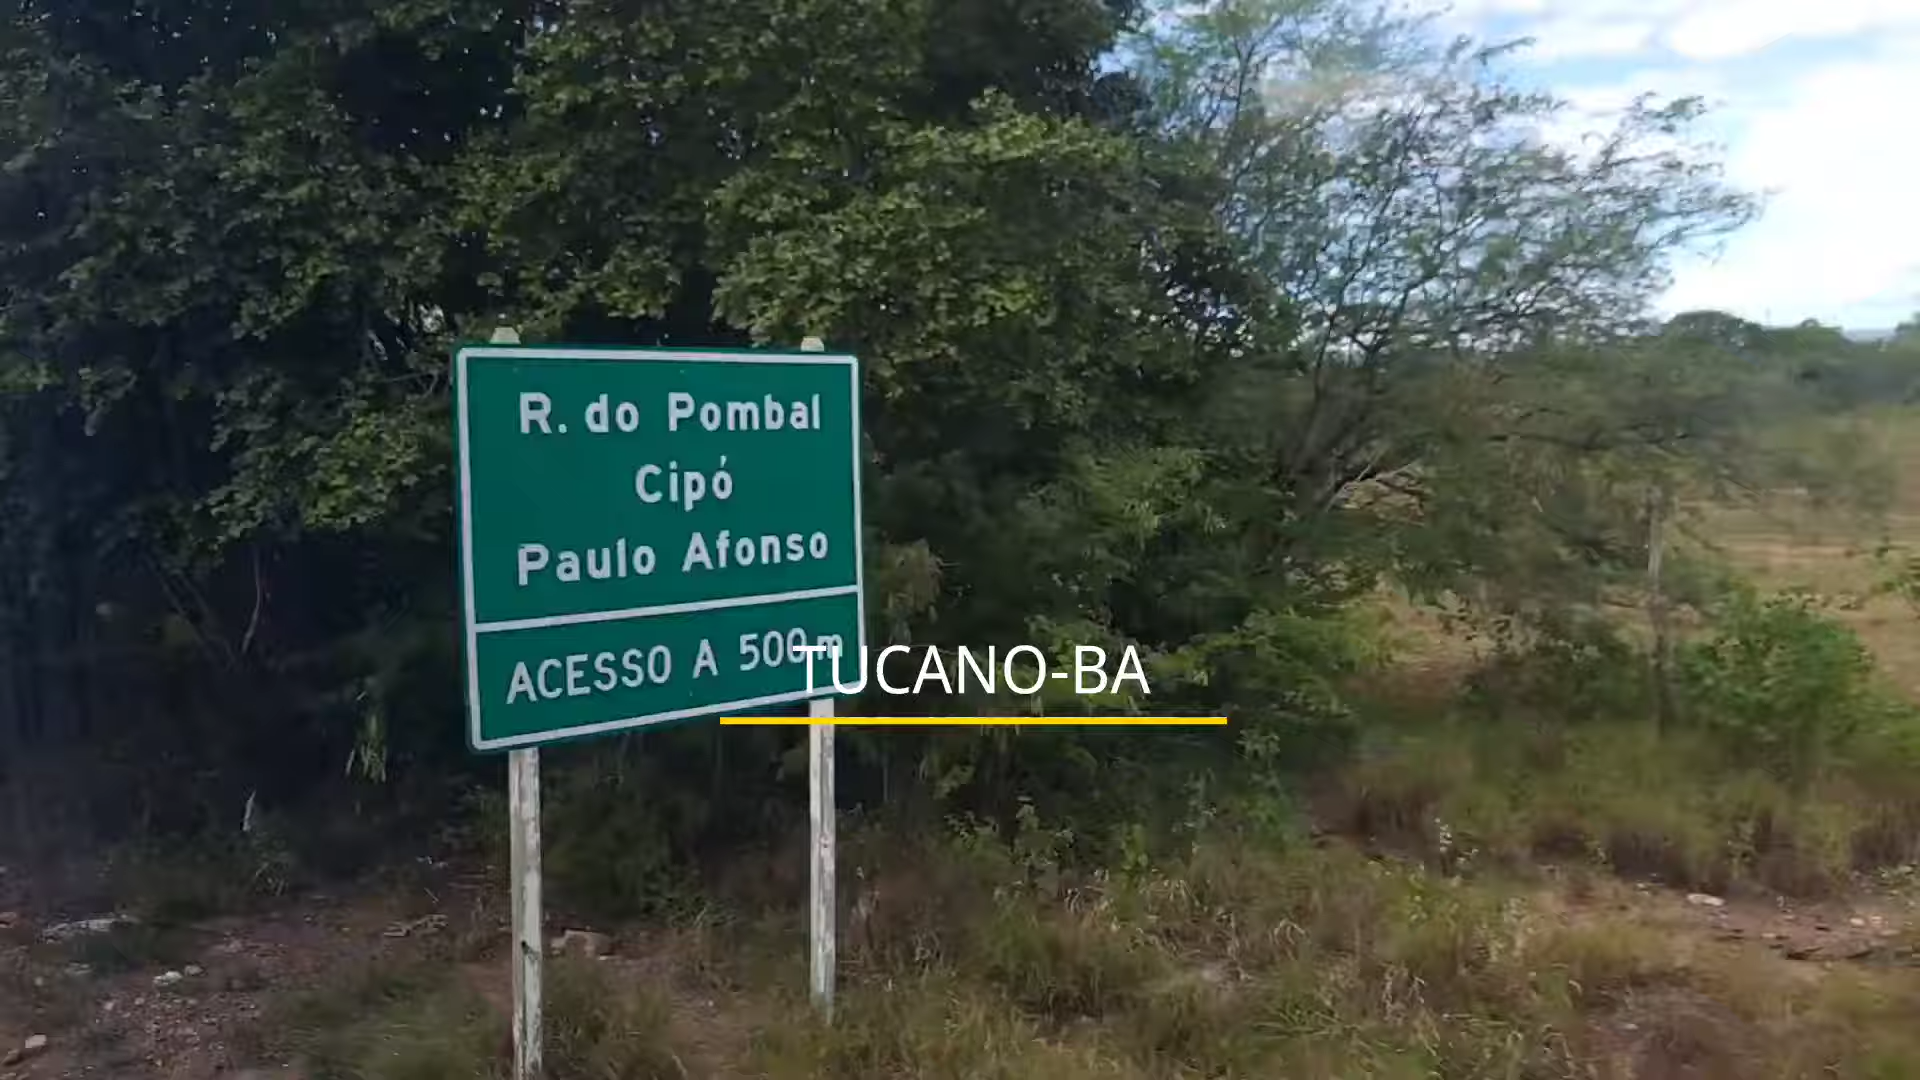 R. do Pombal
Cipó
Paulo Afonso
ACESSO A 500m
TUCANO-BA